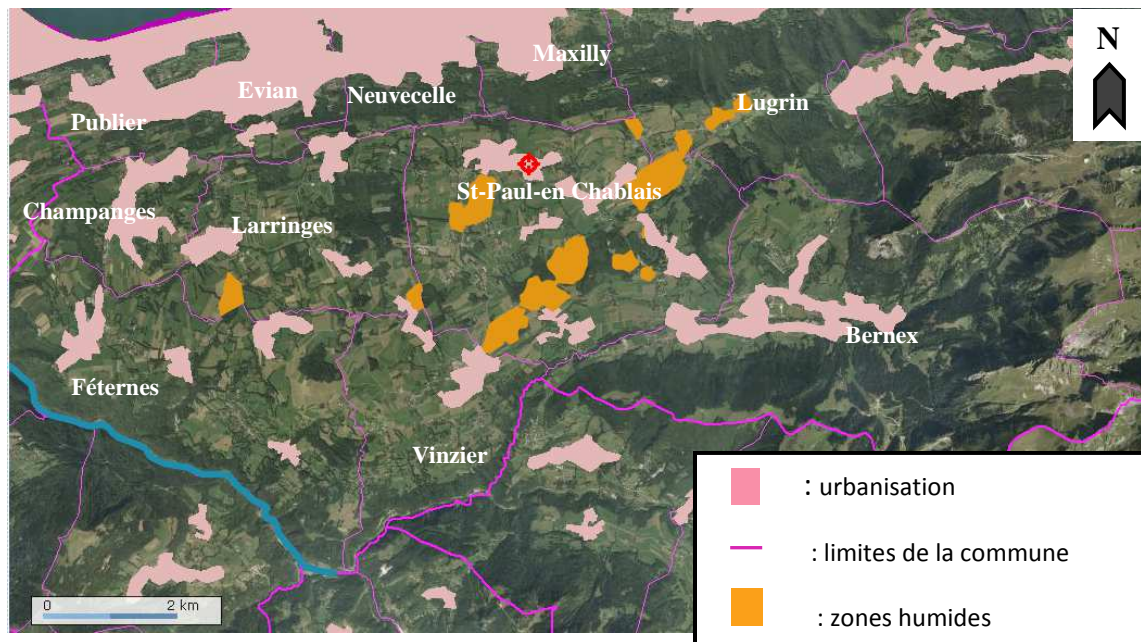 N
Maxilly
Evian
Neuvecelle
Lugrin
Publier
St-Paul-en Chablais
Champanges
Larringes
Bernex
Féternes
Vinzier
: urbanisation
: limites de la commune
: zones humides
0 2 km